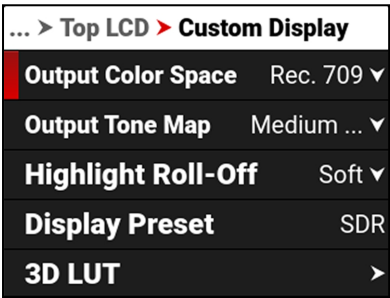 ... > Top LCD > Custom Display
Output Color Space Rec. 709
Output Tone Map Medium ...
Highlight Roll-Off Soft
Display Preset SDR
3D LUT